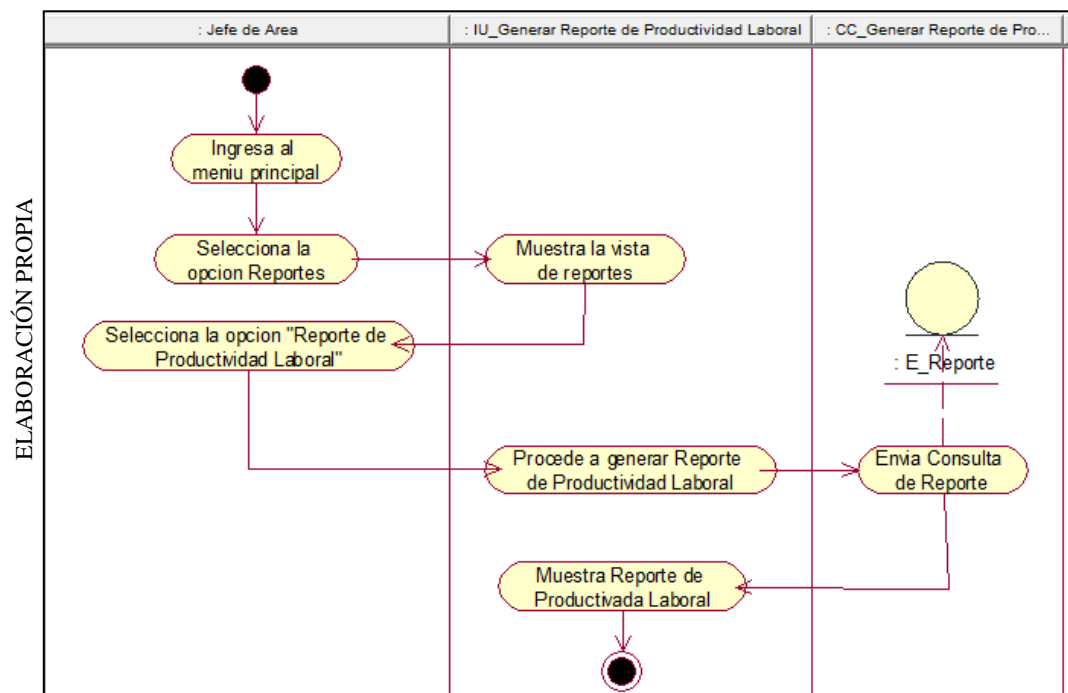 : Jefe de Area
: IU_Generar Reporte de Productividad Laboral
: CC_Generar Reporte de Pro...
ELABORACIÓN PROPIA
Ingresa al
meniu principal
Selecciona la
opcion Reportes
Muestra la vista
de reportes
Selecciona la opcion "Reporte de
Productividad Laboral"
: E_Reporte
Procede a generar Reporte
de Productividad Laboral
Envia Consulta
de Reporte
Muestra Reporte de
Productivada Laboral